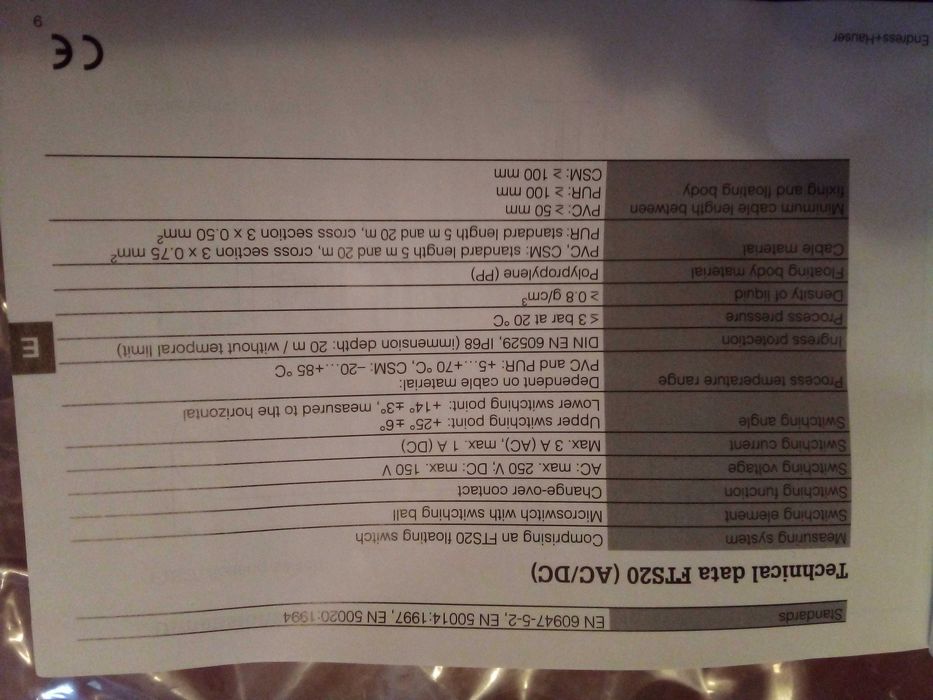 Standards EN 60947-5-2, EN 50014:1997, EN 50020:1994
Technical data FTS20 (AC/DC)
Measuring system Comprising an FTS20 float switch
Switching element Microswitch with switching ball
Switching function Change-over contact
Switching voltage AC: max. 250 V; DC: max. 150 V
Switching current Max. 3 A (AC), max. 1 A (DC)
Switching angle Upper switching point: +25° ±6°
Lower switching point: +14° ±3°, measured to the horizontal
Process temperature range Dependent on cable material:
PVC and PUR: +5…+70 °C, CSM: –20…+85 °C
Ingress protection DIN EN 60529, IP68 (immension depth: 20 m / without temporal limit)
Process pressure ≤ 3 bar at 20 °C
Density of liquid ≥ 0.8 g/cm³
Floating body material Polypropylene (PP)
Cable material PVC, CSM: standard length 5 m and 20 m, cross section 3 x 0.75 mm²
PUR: standard length 5 m and 20 m, cross section 3 x 0.50 mm²
Minimum cable length between PVC: ≥ 50 mm
fixing and floating body PUR: ≥ 100 mm
CSM: ≥ 100 mm
E
CE
Endress+Hauser 9